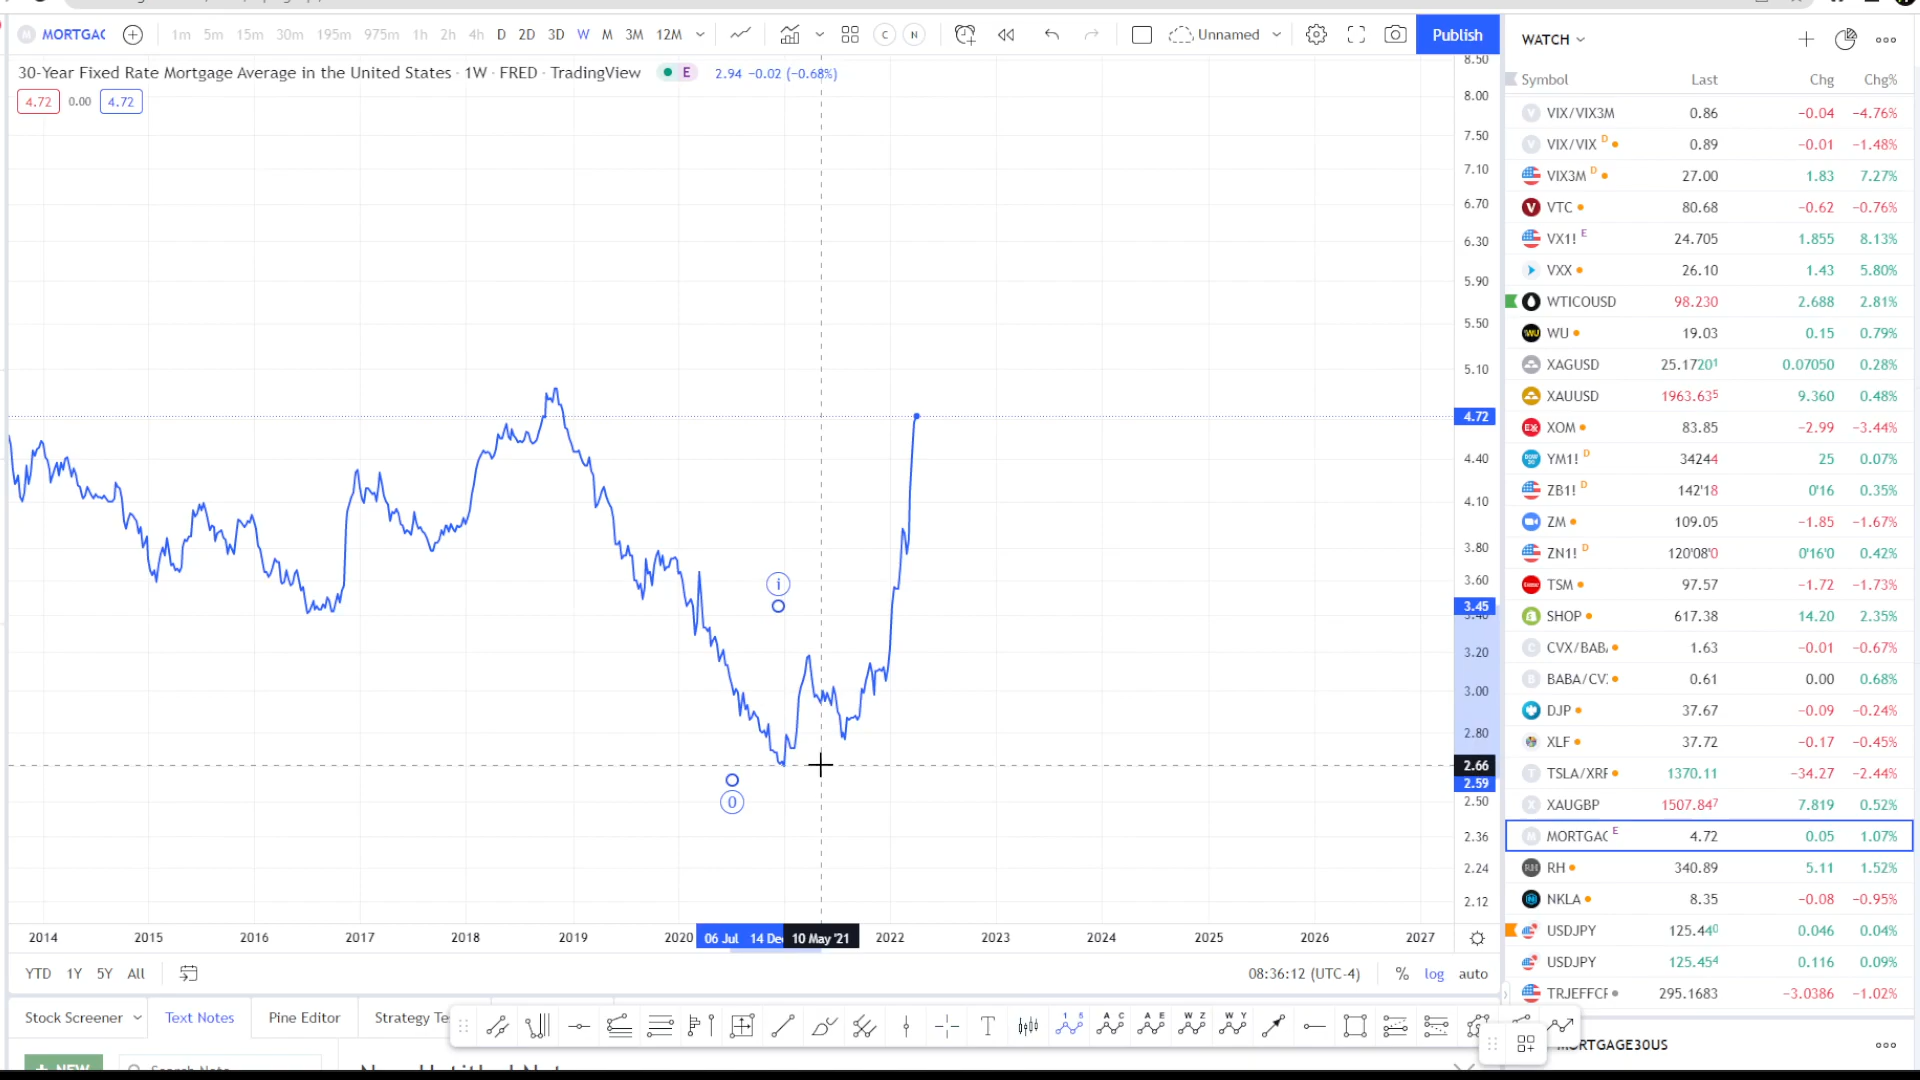 MORTGAC
1m 5m 15m 30m 195m 975m 1h 2h 4h D 2D 3D W M 3M 12M
C N
Unnamed
Publish
30-Year Fixed Rate Mortgage Average in the United States · 1W · FRED · TradingView E 2.94 −0.02 (−0.68%)
4.72 0.00 4.72
8.50
8.00
7.50
7.10
6.70
6.30
5.90
5.50
5.10
4.72
4.40
4.10
3.80
3.60
3.45
3.40
3.20
3.00
2.80
2.66
2.59
2.50
2.36
2.24
2.12
i
0
2014 2015 2016 2017 2018 2019 2020 06 Jul 14 Dec 10 May '21 2022 2023 2024 2025 2026 2027
YTD 1Y 5Y All
08:36:12 (UTC-4) % log auto
Stock Screener Text Notes Pine Editor Strategy Te
T
1 5
A C
A E
W Z
W Y
WATCH
Symbol Last Chg Chg%
V VIX/VIX3M 0.86 −0.04 −4.76%
V VIX/VIX D 0.89 −0.01 −1.48%
VIX3M D 27.00 1.83 7.27%
V VTC 80.68 −0.62 −0.76%
VX1! E 24.705 1.855 8.13%
VXX 26.10 1.43 5.80%
WTICOUSD 98.230 2.688 2.81%
WU WU 19.03 0.15 0.79%
XAGUSD 25.17201 0.07050 0.28%
XAUUSD 1963.635 9.360 0.48%
XOM 83.85 −2.99 −3.44%
YM1! D 34244 25 0.07%
ZB1! D 142'18 0'16 0.35%
ZM 109.05 −1.85 −1.67%
ZN1! D 120'08'0 0'16'0 0.42%
TSM 97.57 −1.72 −1.73%
SHOP 617.38 14.20 2.35%
C CVX/BAB 1.63 −0.01 −0.67%
B BABA/CV 0.61 0.00 0.68%
DJP 37.67 −0.09 −0.24%
XLF 37.72 −0.17 −0.45%
T TSLA/XRF 1370.11 −34.27 −2.44%
X XAUGBP 1507.847 7.819 0.52%
M MORTGAC E 4.72 0.05 1.07%
RH RH 340.89 5.11 1.52%
NKLA 8.35 −0.08 −0.95%
USDJPY 125.440 0.046 0.04%
USDJPY 125.454 0.116 0.09%
TRJEFFCF 295.1683 −3.0386 −1.02%
MORTGAGE30US